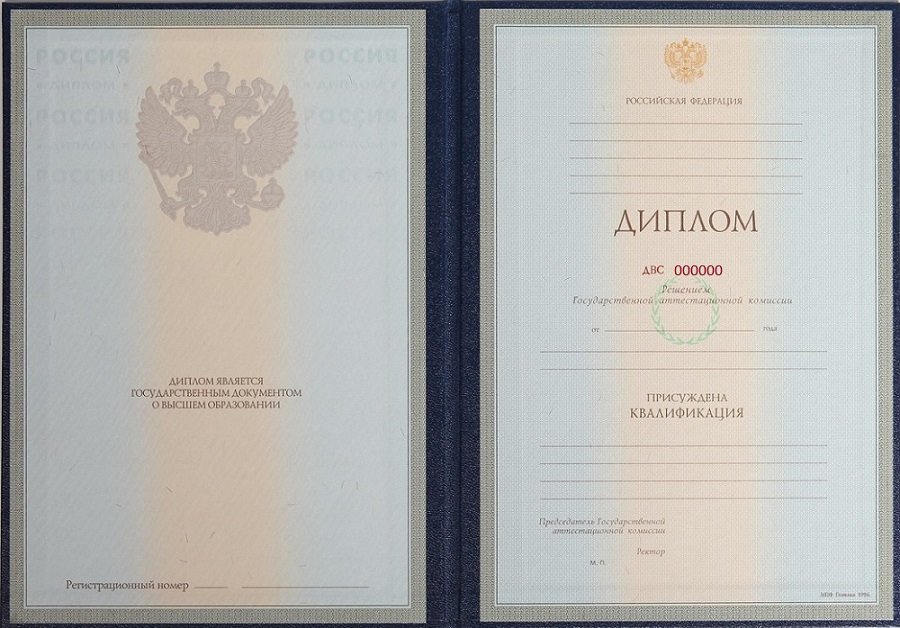 РОССИЯ РОССИЯ
ДИПЛОМ ДИПЛОМ
РОССИЯ РОССИЯ
ДИПЛОМ ДИПЛОМ
РОССИЯ РОССИЯ
ДИПЛОМ ЯВЛЯЕТСЯ
ГОСУДАРСТВЕННЫМ ДОКУМЕНТОМ
О ВЫСШЕМ ОБРАЗОВАНИИ
Регистрационный номер
РОССИЙСКАЯ ФЕДЕРАЦИЯ
ДИПЛОМ
ДВС 000000
Решением
Государственной аттестационной комиссии
от года
ПРИСУЖДЕНА
КВАЛИФИКАЦИЯ
Председатель Государственной
аттестационной комиссии
Ректор
М. П.